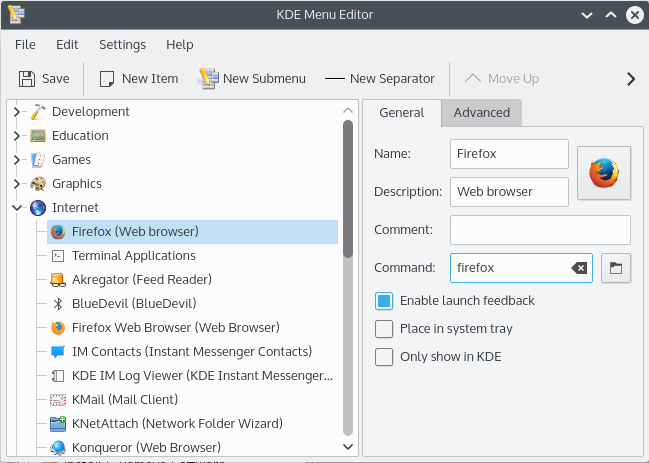 KDE Menu Editor
File Edit Settings Help
Save New Item New Submenu New Separator Move Up
Development
Education
Games
Graphics
Internet
Firefox (Web browser)
Terminal Applications
Akregator (Feed Reader)
BlueDevil (BlueDevil)
Firefox Web Browser (Web Browser)
IM Contacts (Instant Messenger Contacts)
KDE IM Log Viewer (KDE Instant Messenger...
KMail (Mail Client)
KNetAttach (Network Folder Wizard)
Konqueror (Web Browser)
General Advanced
Name: Firefox
Description: Web browser
Comment:
Command: firefox
Enable launch feedback
Place in system tray
Only show in KDE